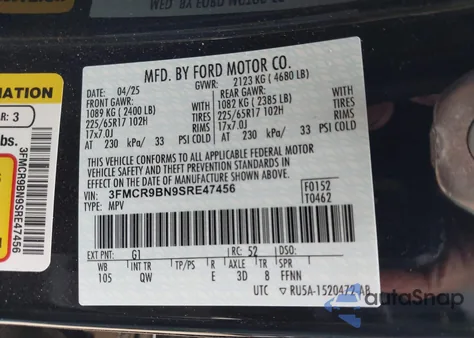 MFD. BY FORD MOTOR CO.
DATE: 04/25 GVWR: 2123 KG ( 4680 LB)
FRONT GAWR: REAR GAWR:
1089 KG ( 2400 LB) 1082 KG ( 2385 LB)
225/65R17 102H TIRES 225/65R17 102H TIRES
17x7.0J RIMS 17x7.0J RIMS
AT 230 kPa/ 33 PSI COLD AT 230 kPa/ 33 PSI COLD
THIS VEHICLE CONFORMS TO ALL APPLICABLE FEDERAL MOTOR
VEHICLE SAFETY AND THEFT PREVENTION STANDARDS IN EFFECT ON
THE DATE OF MANUFACTURE SHOWN ABOVE.
VIN: 3FMCR9BN9SRE47456 F0152
TYPE: MPV T0462
EXT PNT: G1 RC: 52 DSO:
WB INT TR TP/PS R AXLE TR SPR
105 QW E 3D 8 FFNN
UTC ▽ RU5A-1520472-AB
MATION
R: 3
bs.
3FMCR9BN9SRE47456
autoSnap